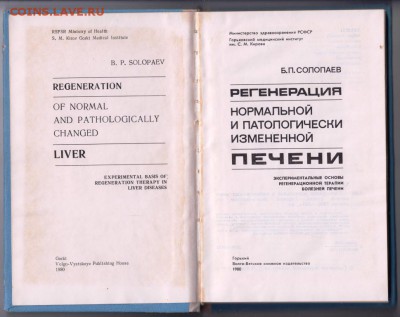 COINS.LAVE.RU
RSFSR Ministry of Health
S. M. Kirov Gorki Medical Institute
B. P. SOLOPAEV
REGENERATION
OF NORMAL
AND PATHOLOGICALLY
CHANGED
LIVER
EXPERIMENTAL BASIS OF
REGENERATION THERAPY IN
LIVER DISEASES
Gorki
Volgo-Vyatskoye Publishing House
1980
Министерство здравоохранения РСФСР
Горьковский медицинский институт
им. С. М. Кирова
Б.П. СОЛОПАЕВ
РЕГЕНЕРАЦИЯ
НОРМАЛЬНОЙ
И ПАТОЛОГИЧЕСКИ
ИЗМЕНЕННОЙ
ПЕЧЕНИ
ЭКСПЕРИМЕНТАЛЬНЫЕ ОСНОВЫ
РЕГЕНЕРАЦИОННОЙ ТЕРАПИИ
БОЛЕЗНЕЙ ПЕЧЕНИ
Горький
Волго-Вятское книжное издательство
1980